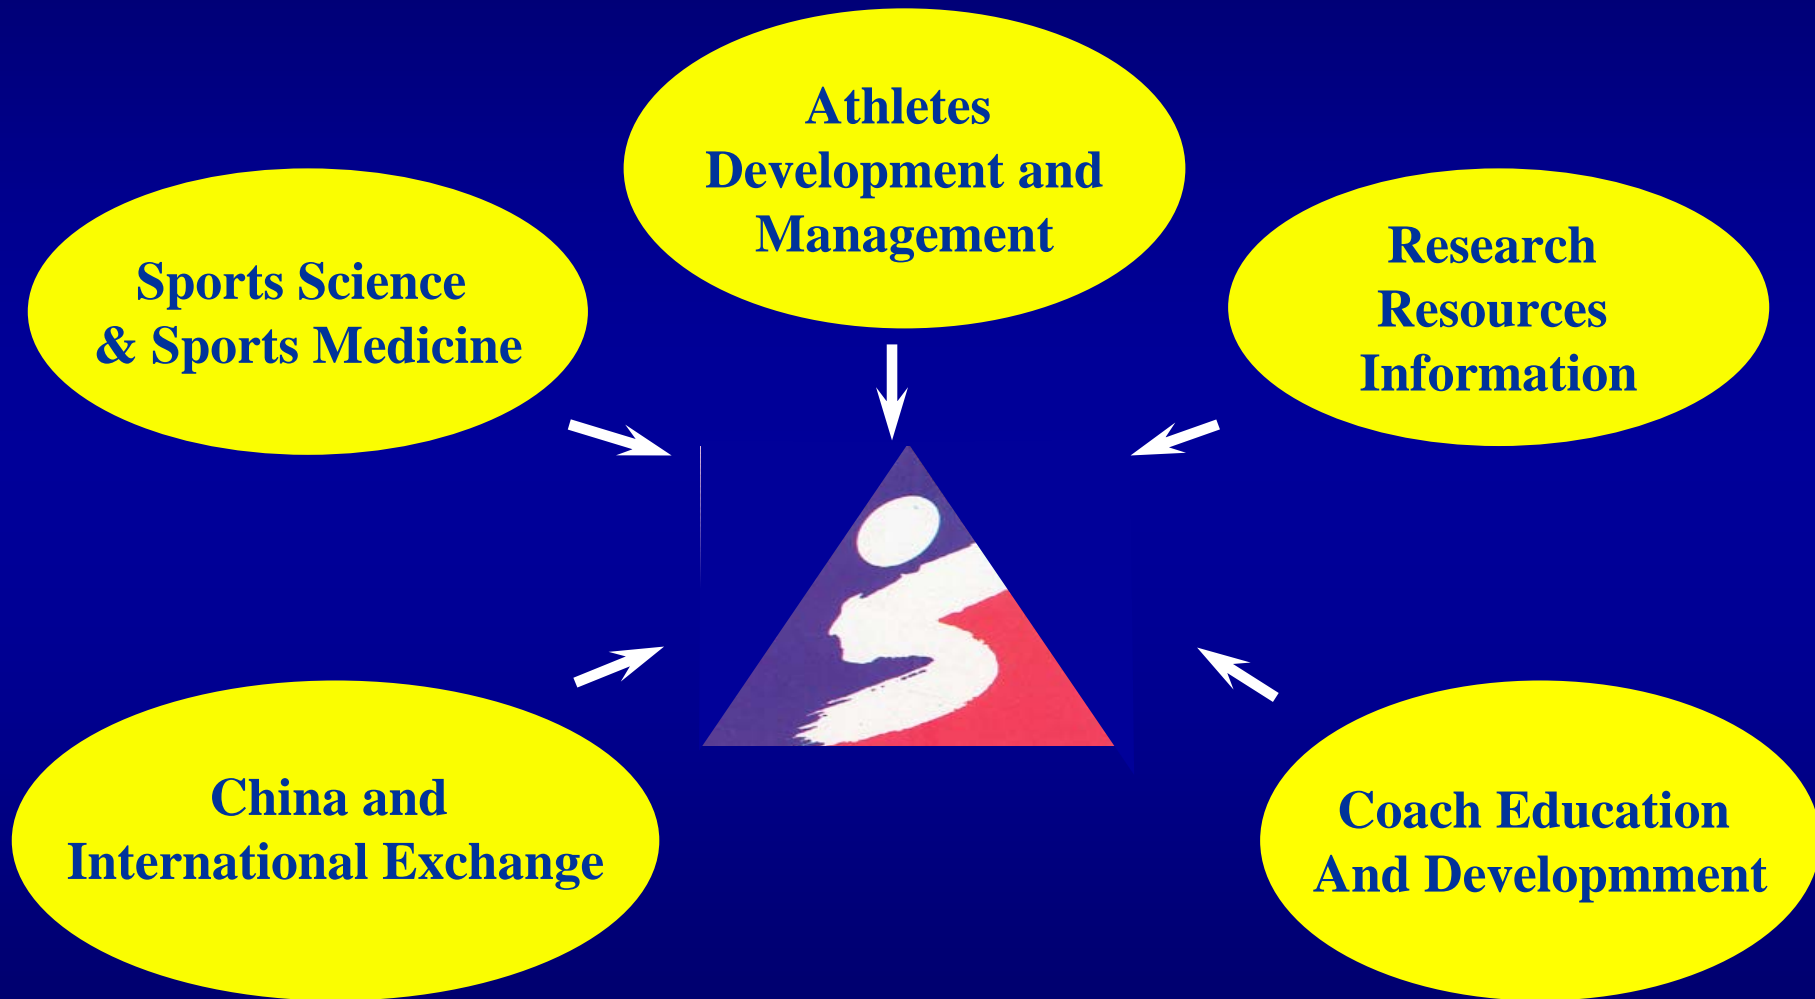 Athletes
Development and
Management
Sports Science
& Sports Medicine
Research
Resources
Information
China and
International Exchange
Coach Education
And Developmment